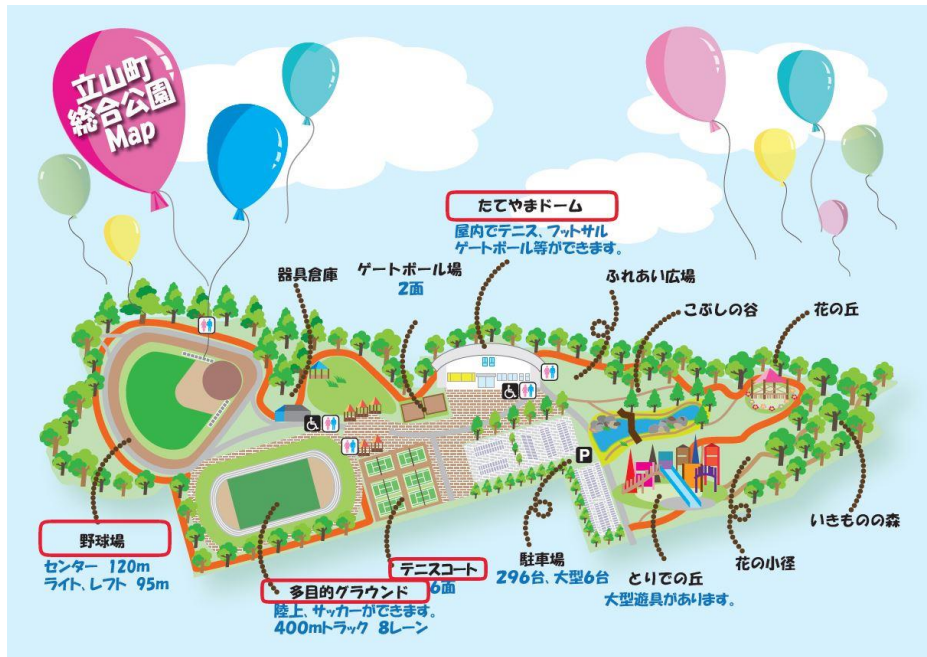 立山町
総合公園
Map
たてやまドーム
屋内でテニス、フットサル
ゲートボール等ができます。
器具倉庫
ゲートボール場
2面
ふれあい広場
こぶしの谷
花の丘
P
野球場
センター 120m
ライト、レフト 95m
多目的グラウンド
陸上、サッカーができます。
400mトラック 8レーン
テニスコート
6面
駐車場
296台、大型6台
とりでの丘
大型遊具があります。
花の小径
いきものの森